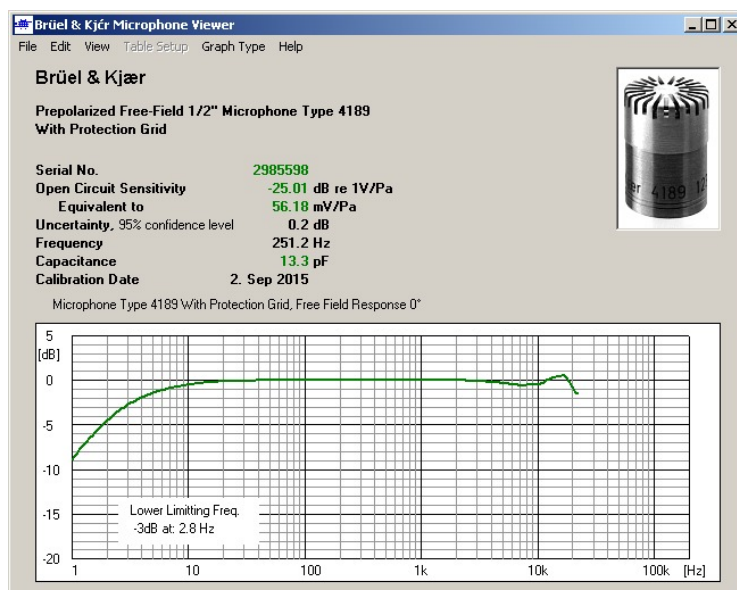 Brüel & Kjćr Microphone Viewer
File Edit View Table Setup Graph Type Help
Brüel & Kjær
Prepolarized Free-Field 1/2" Microphone Type 4189
With Protection Grid
Serial No. 2985598
Open Circuit Sensitivity -25.01 dB re 1V/Pa
Equivalent to 56.18 mV/Pa
Uncertainty, 95% confidence level 0.2 dB
Frequency 251.2 Hz
Capacitance 13.3 pF
Calibration Date 2. Sep 2015
4189
Microphone Type 4189 With Protection Grid, Free Field Response 0°
5
[dB]
0
-5
-10
-15
-20
Lower Limitting Freq.
-3dB at: 2.8 Hz
1 10 100 1k 10k 100k [Hz]